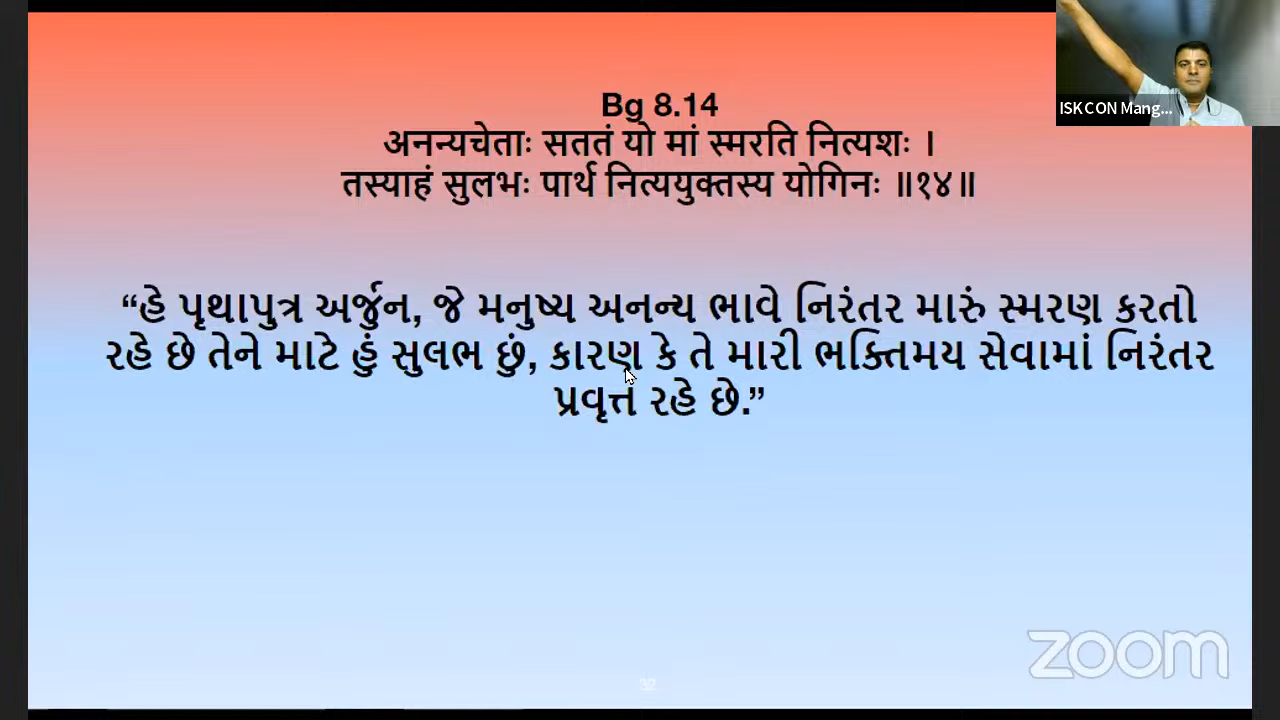 Bg 8.14
अनन्यचेताः सततं यो मां स्मरति नित्यशः ।
तस्याहं सुलभः पार्थ नित्ययुक्तस्य योगिनः ॥१४॥
“હે પૃથાપુત્ર અર્જુન, જે મનુષ્ય અનન્ય ભાવે નિરંતર મારું સ્મરણ કરતો
રહે છે તેને માટે હું સુલભ છું, કારણ કે તે મારી ભક્તિમય સેવામાં નિરંતર
પ્રવૃત્ત રહે છે.”
ISKCON Mang...
zoom